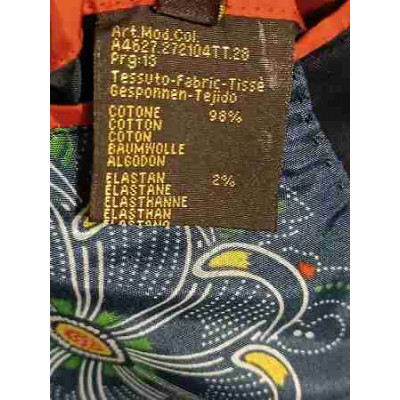 Art.Mod.Col.
A4627.272104TT.28
Prg:13
Tessuto-Fabric-Tissè
Gesponnen-Tejido
COTONE 98%
COTTON
COTON
BAUMWOLLE
ALGODON
ELASTAN 2%
ELASTANE
ELASTHANNE
ELASTHAN
ELASTANO